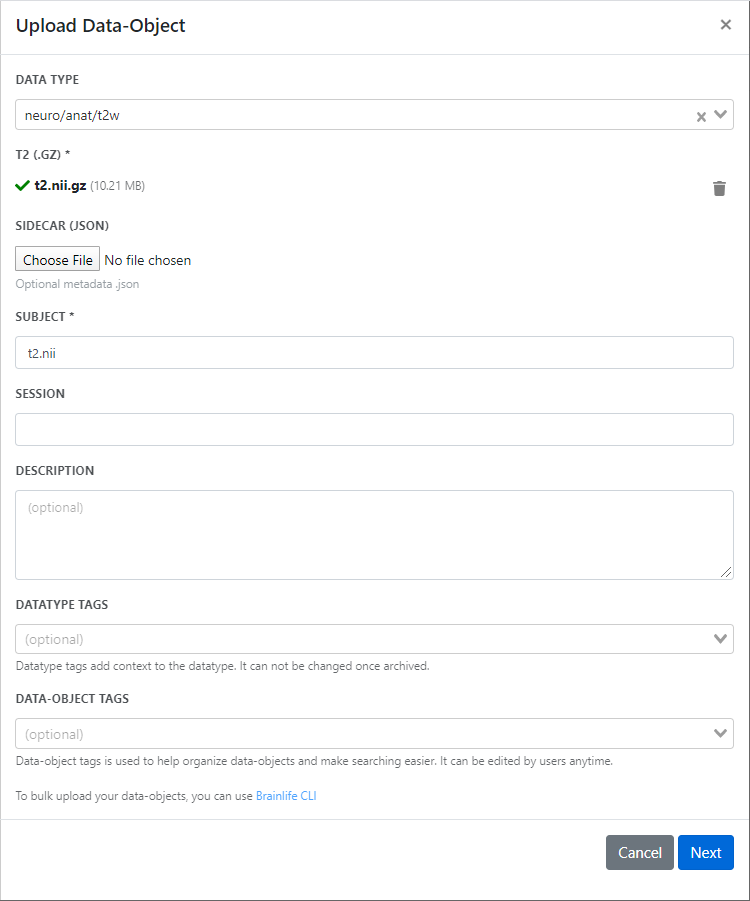 Upload Data-Object
×
DATA TYPE
neuro/anat/t2w
T2 (.GZ) *
t2.nii.gz (10.21 MB)
SIDECAR (JSON)
Choose File No file chosen
Optional metadata .json
SUBJECT *
t2.nii
SESSION
DESCRIPTION
(optional)
DATATYPE TAGS
(optional)
Datatype tags add context to the datatype. It can not be changed once archived.
DATA-OBJECT TAGS
(optional)
Data-object tags is used to help organize data-objects and make searching easier. It can be edited by users anytime.
To bulk upload your data-objects, you can use Brainlife CLI
Cancel Next